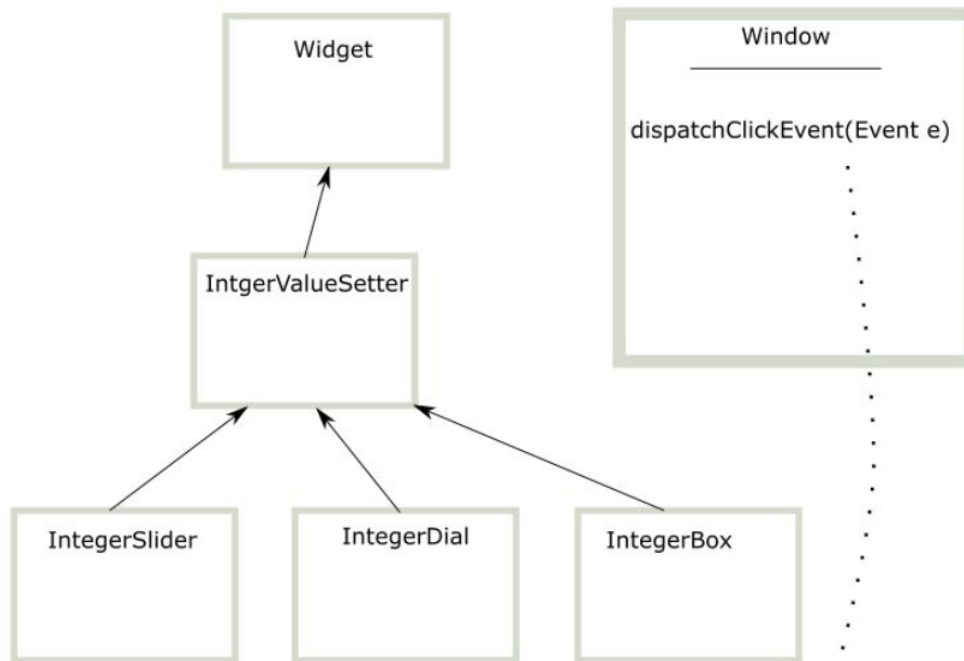 Widget
Window
dispatchClickEvent(Event e)
IntgerValueSetter
IntegerSlider
IntegerDial
IntegerBox